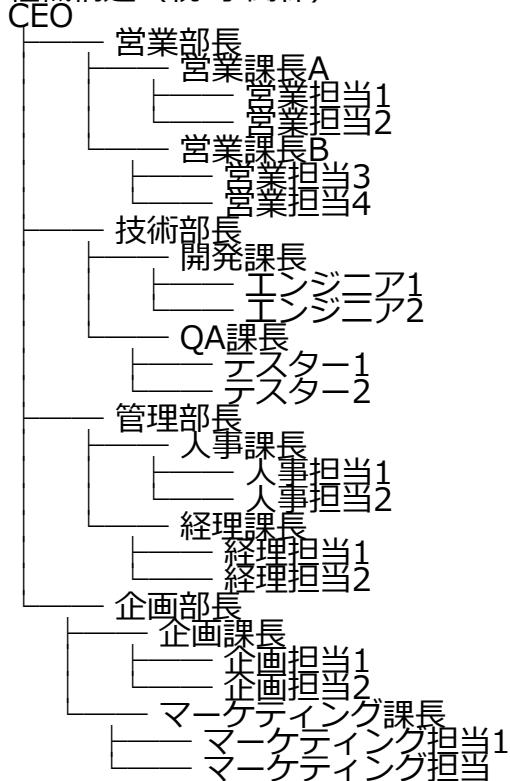 CEO
├── 営業部長
│   ├── 営業課長A
│   │   ├── 営業担当1
│   │   └── 営業担当2
│   └── 営業課長B
│       ├── 営業担当3
│       └── 営業担当4
├── 技術部長
│   ├── 開発課長
│   │   ├── エンジニア1
│   │   └── エンジニア2
│   └── QA課長
│       ├── テスター1
│       └── テスター2
├── 管理部長
│   ├── 人事課長
│   │   ├── 人事担当1
│   │   └── 人事担当2
│   └── 経理課長
│       ├── 経理担当1
│       └── 経理担当2
└── 企画部長
    ├── 企画課長
    │   ├── 企画担当1
    │   └── 企画担当2
    └── マーケティング課長
        ├── マーケティング担当1
        └── マーケティング担当